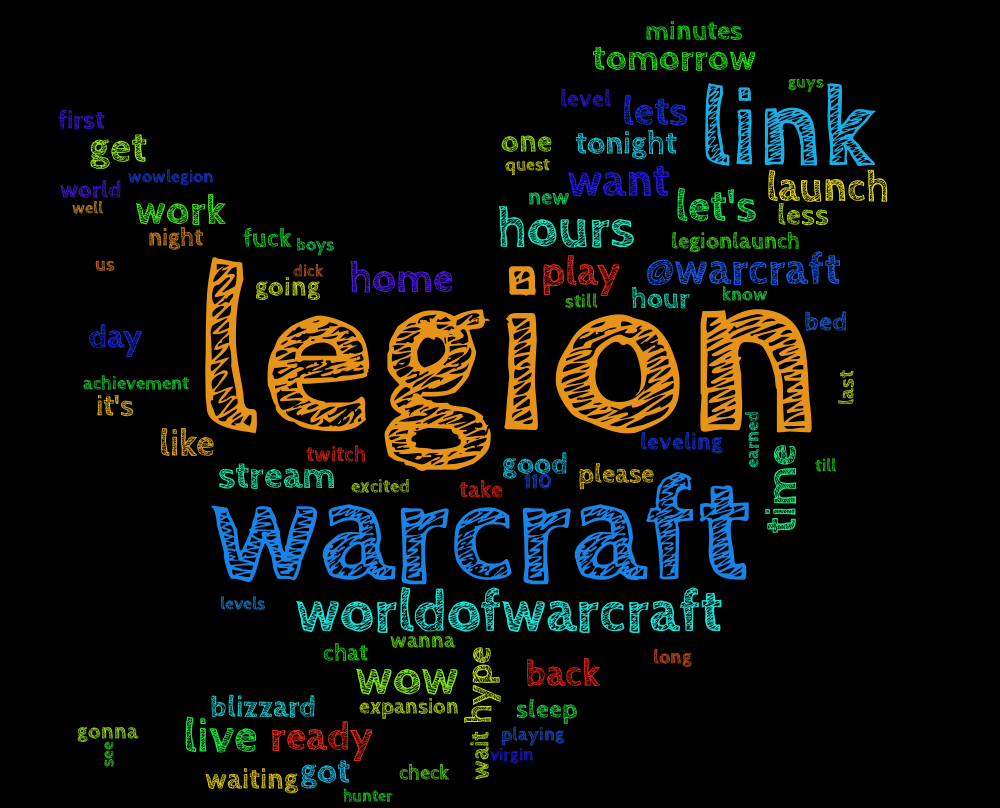 minutes
tomorrow
guys
link
level
lets
first
get
one
tonight
quest
wowlegion
world
well
want
launch
new
let's
less
work
hours
night
fuck
boys
legionlaunch
us
dick
going
home
play
@warcraft
still
hour
know
legion
bed
day
achievement
it's
last
like
leveling
earned
twitch
stream
excited
good
110
take
please
time
till
warcraft
levels
worldofwarcraft
wanna
chat
long
wow
hype
back
expansion
blizzard
sleep
gonna
see
live
ready
playing
wait
virgin
waiting
got
check
hunter